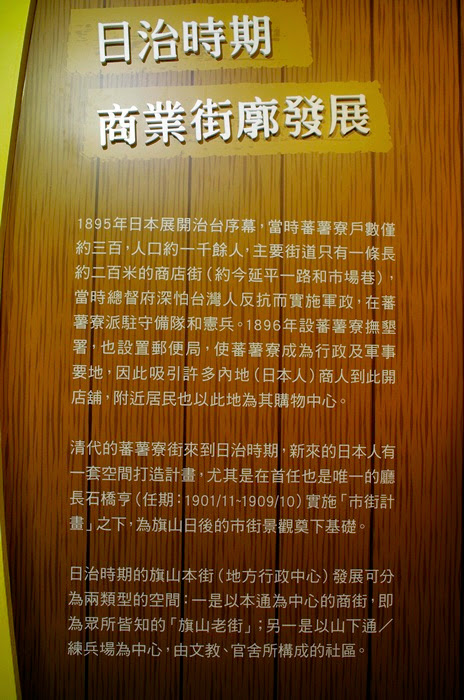 日治時期
商業街廓發展
1895年日本展開治台序幕，當時蕃薯寮戶數僅
約三百，人口約一千餘人，主要街道只有一條長
約二百米的商店街（約今延平一路和市場巷），
當時總督府深怕台灣人反抗而實施軍政，在蕃
薯寮派駐守備隊和憲兵。1896年設蕃薯寮撫墾
署，也設置郵便局，使蕃薯寮成為行政及軍事
要地，因此吸引許多內地（日本人）商人到此開
店舖，附近居民也以此地為其購物中心。
清代的蕃薯寮街來到日治時期，新來的日本人有
一套空間打造計畫，尤其是在首任也是唯一的廳
長石橋亨（任期：1901/11~1909/10）實施「市街計
畫」之下，為旗山日後的市街景觀奠下基礎。
日治時期的旗山本街（地方行政中心）發展可分
為兩類型的空間：一是以本通為中心的商街，即
為眾所皆知的「旗山老街」；另一是以山下通／
練兵場為中心，由文教、官舍所構成的社區。